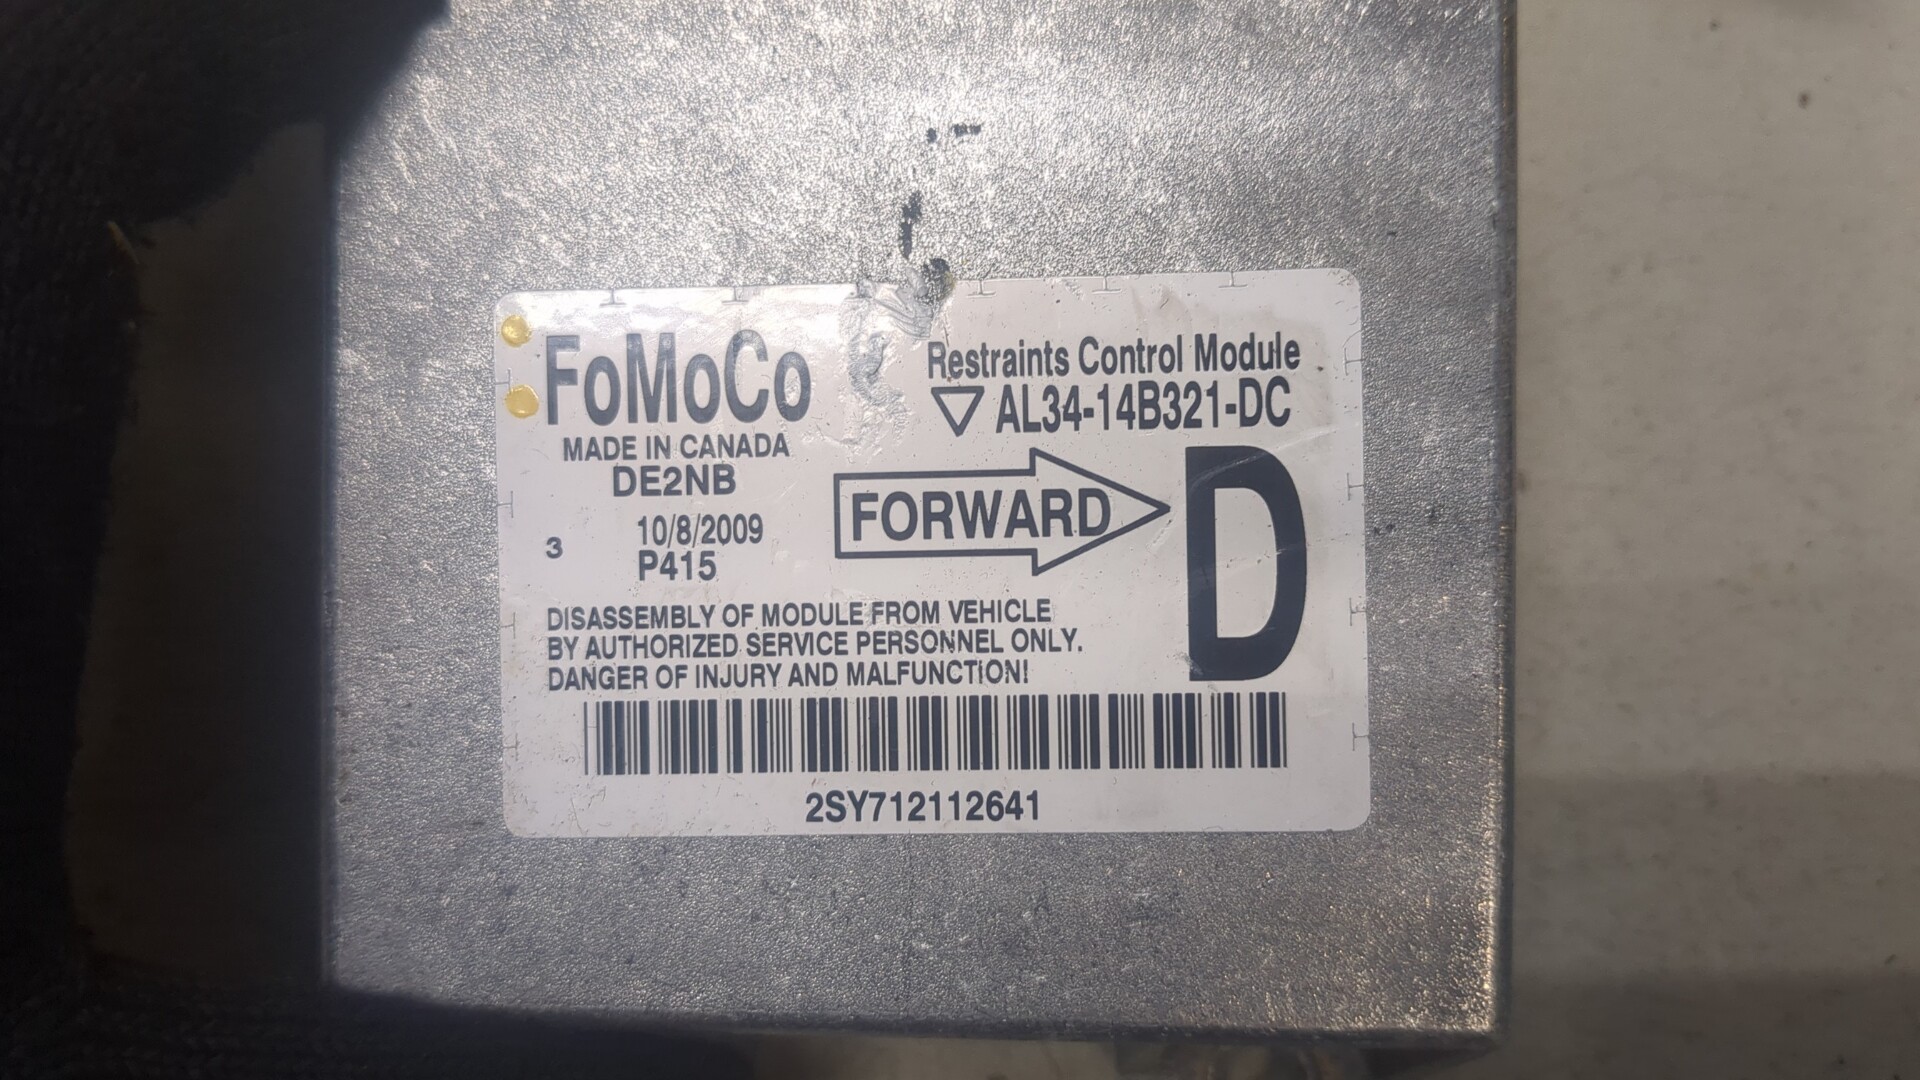 FoMoCo
MADE IN CANADA
DE2NB
3 10/8/2009
P415
Restraints Control Module
AL34-14B321-DC
FORWARD
D
DISASSEMBLY OF MODULE FROM VEHICLE
BY AUTHORIZED SERVICE PERSONNEL ONLY.
DANGER OF INJURY AND MALFUNCTION!
2SY712112641